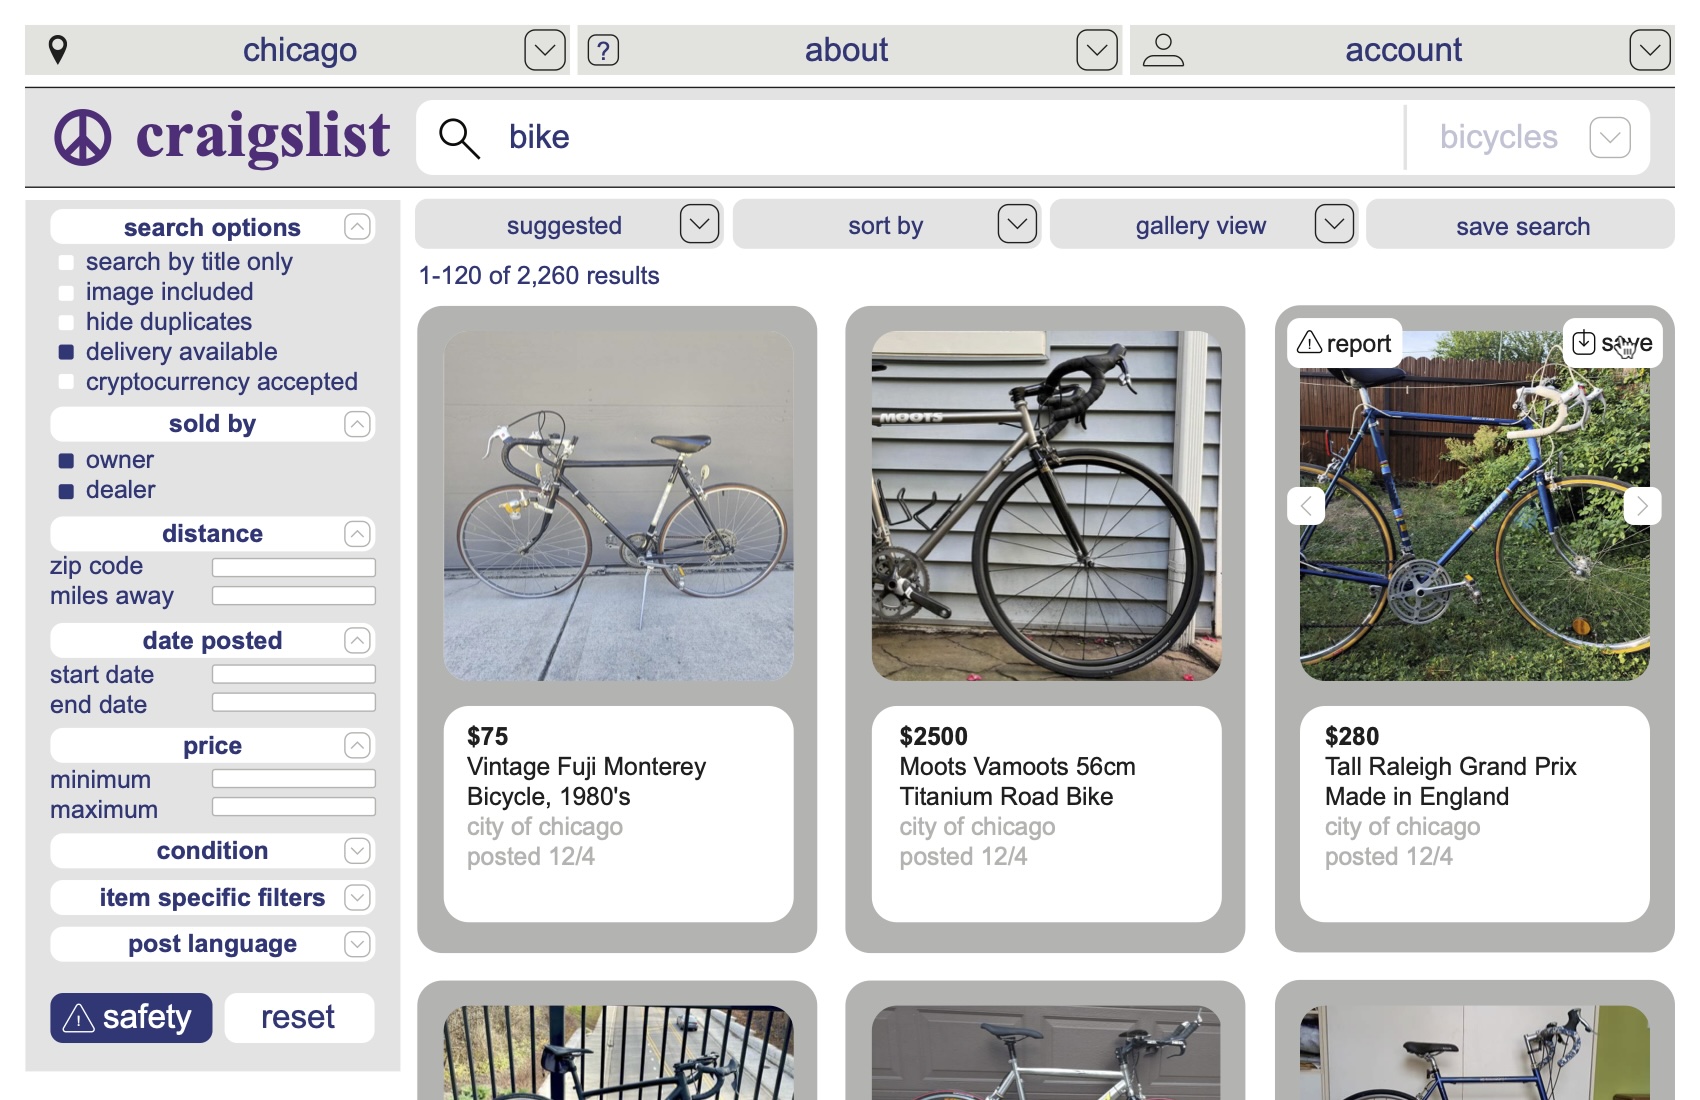 chicago
? about
account
craigslist
bike
bicycles
search options
search by title only
image included
hide duplicates
delivery available
cryptocurrency accepted
sold by
owner
dealer
distance
zip code
miles away
date posted
start date
end date
price
minimum
maximum
condition
item specific filters
post language
safety
reset
suggested
sort by
gallery view
save search
1-120 of 2,260 results
MOOTS
report
save
$75
Vintage Fuji Monterey
Bicycle, 1980's
city of chicago
posted 12/4
$2500
Moots Vamoots 56cm
Titanium Road Bike
city of chicago
posted 12/4
$280
Tall Raleigh Grand Prix
Made in England
city of chicago
posted 12/4